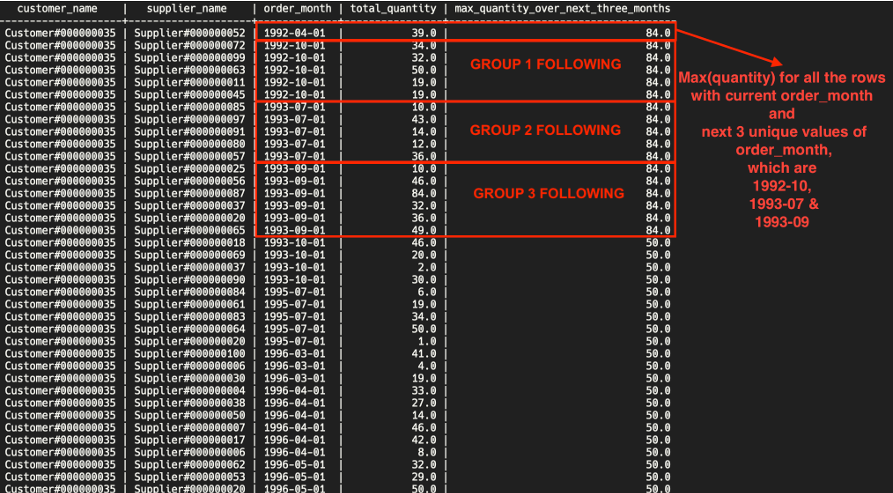 customer_name | supplier_name | order_month | total_quantity | max_quantity_over_next_three_months
Customer#000000035 | Supplier#000000052 | 1992-04-01 | 39.0 | 84.0
Customer#000000035 | Supplier#000000072 | 1992-10-01 | 34.0 | 84.0
Customer#000000035 | Supplier#000000099 | 1992-10-01 | 32.0 | 84.0
Customer#000000035 | Supplier#000000063 | 1992-10-01 | 50.0 | 84.0
Customer#000000035 | Supplier#000000011 | 1992-10-01 | 19.0 | 84.0
Customer#000000035 | Supplier#000000045 | 1992-10-01 | 19.0 | 84.0
Customer#000000035 | Supplier#000000085 | 1993-07-01 | 10.0 | 84.0
Customer#000000035 | Supplier#000000097 | 1993-07-01 | 43.0 | 84.0
Customer#000000035 | Supplier#000000091 | 1993-07-01 | 14.0 | 84.0
Customer#000000035 | Supplier#000000080 | 1993-07-01 | 12.0 | 84.0
Customer#000000035 | Supplier#000000057 | 1993-07-01 | 36.0 | 84.0
Customer#000000035 | Supplier#000000025 | 1993-09-01 | 10.0 | 84.0
Customer#000000035 | Supplier#000000056 | 1993-09-01 | 46.0 | 84.0
Customer#000000035 | Supplier#000000087 | 1993-09-01 | 84.0 | 84.0
Customer#000000035 | Supplier#000000037 | 1993-09-01 | 32.0 | 84.0
Customer#000000035 | Supplier#000000020 | 1993-09-01 | 36.0 | 84.0
Customer#000000035 | Supplier#000000065 | 1993-09-01 | 49.0 | 84.0
Customer#000000035 | Supplier#000000018 | 1993-10-01 | 46.0 | 50.0
Customer#000000035 | Supplier#000000069 | 1993-10-01 | 20.0 | 50.0
Customer#000000035 | Supplier#000000037 | 1993-10-01 | 2.0 | 50.0
Customer#000000035 | Supplier#000000090 | 1993-10-01 | 30.0 | 50.0
Customer#000000035 | Supplier#000000084 | 1995-07-01 | 6.0 | 50.0
Customer#000000035 | Supplier#000000061 | 1995-07-01 | 19.0 | 50.0
Customer#000000035 | Supplier#000000083 | 1995-07-01 | 34.0 | 50.0
Customer#000000035 | Supplier#000000064 | 1995-07-01 | 50.0 | 50.0
Customer#000000035 | Supplier#000000020 | 1995-07-01 | 1.0 | 50.0
Customer#000000035 | Supplier#000000100 | 1996-03-01 | 41.0 | 50.0
Customer#000000035 | Supplier#000000006 | 1996-03-01 | 4.0 | 50.0
Customer#000000035 | Supplier#000000030 | 1996-03-01 | 19.0 | 50.0
Customer#000000035 | Supplier#000000004 | 1996-04-01 | 33.0 | 50.0
Customer#000000035 | Supplier#000000038 | 1996-04-01 | 27.0 | 50.0
Customer#000000035 | Supplier#000000050 | 1996-04-01 | 14.0 | 50.0
Customer#000000035 | Supplier#000000007 | 1996-04-01 | 46.0 | 50.0
Customer#000000035 | Supplier#000000017 | 1996-04-01 | 42.0 | 50.0
Customer#000000035 | Supplier#000000006 | 1996-04-01 | 8.0 | 50.0
Customer#000000035 | Supplier#000000062 | 1996-05-01 | 32.0 | 50.0
Customer#000000035 | Supplier#000000053 | 1996-05-01 | 29.0 | 50.0
Customer#000000035 | Supplier#000000020 | 1996-05-01 | 50.0 | 50.0
GROUP 1 FOLLOWING
GROUP 2 FOLLOWING
GROUP 3 FOLLOWING
Max(quantity) for all the rows
with current order_month
and
next 3 unique values of
order_month,
which are
1992-10,
1993-07 &
1993-09